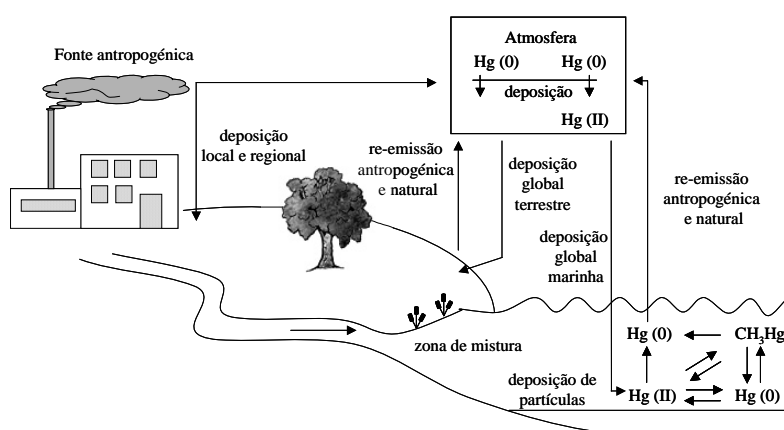 Fonte antropogénica
Atmosfera
Hg (0) Hg (0)
deposição
Hg (II)
deposição
local e regional
re-emissão
antropogénica
e natural
deposição
global
terrestre
deposição
global
marinha
re-emissão
antropogénica
e natural
zona de mistura
deposição de
partículas
Hg (0) CH₃Hg
Hg (II) Hg (0)